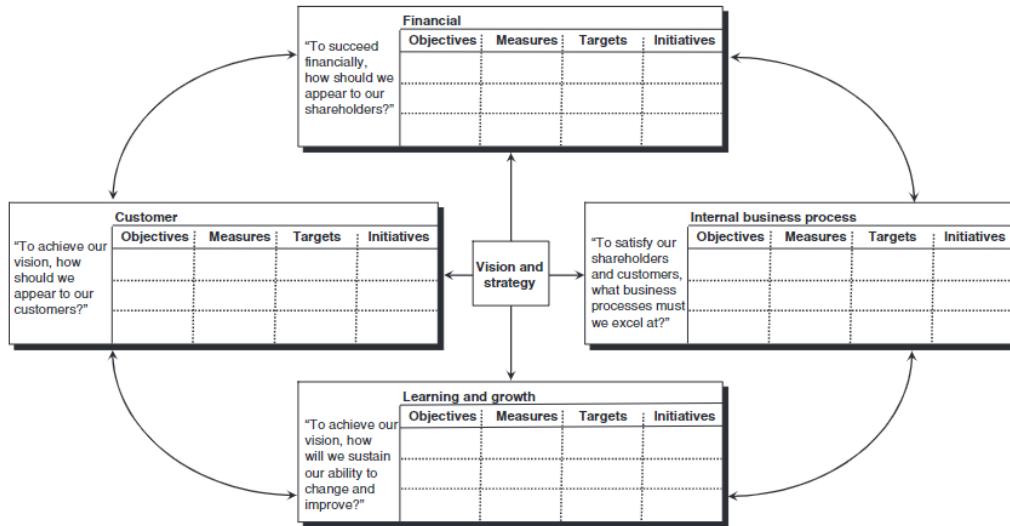 Financial
Objectives Measures Targets Initiatives
“To succeed
financially,
how should we
appear to our
shareholders?”
Customer
Objectives Measures Targets Initiatives
“To achieve our
vision, how
should we
appear to our
customers?”
Vision and
strategy
Internal business process
Objectives Measures Targets Initiatives
“To satisfy our
shareholders
and customers,
what business
processes must
we excel at?”
Learning and growth
Objectives Measures Targets Initiatives
“To achieve our
vision, how
will we sustain
our ability to
change and
improve?”